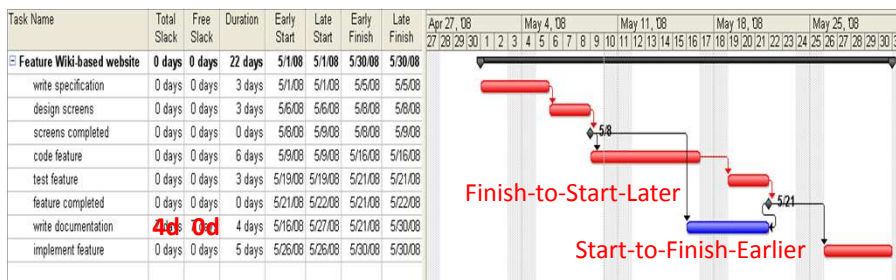 Task Name Total Slack Free Slack Duration Early Start Late Start Early Finish Late Finish
Feature Wiki-based website 0 days 0 days 22 days 5/1/08 5/1/08 5/30/08 5/30/08
write specification 0 days 0 days 3 days 5/1/08 5/1/08 5/5/08 5/5/08
design screens 0 days 0 days 3 days 5/6/08 5/6/08 5/8/08 5/8/08
screens completed 0 days 0 days 0 days 5/8/08 5/9/08 5/8/08 5/9/08
code feature 0 days 0 days 6 days 5/9/08 5/9/08 5/16/08 5/16/08
test feature 0 days 0 days 3 days 5/19/08 5/19/08 5/21/08 5/21/08
feature completed 0 days 0 days 0 days 5/21/08 5/22/08 5/21/08 5/22/08
write documentation 4d 0d 4 days 5/16/08 5/27/08 5/21/08 5/30/08
implement feature 0 days 0 days 5 days 5/26/08 5/26/08 5/30/08 5/30/08
Apr 27, '08 May 4, '08 May 11, '08 May 18, '08 May 25, '08
27 28 29 30 1 2 3 4 5 6 7 8 9 10 11 12 13 14 15 16 17 18 19 20 21 22 23 24 25 26 27 28 29 30
5/8
Finish-to-Start-Later
5/21
Start-to-Finish-Earlier